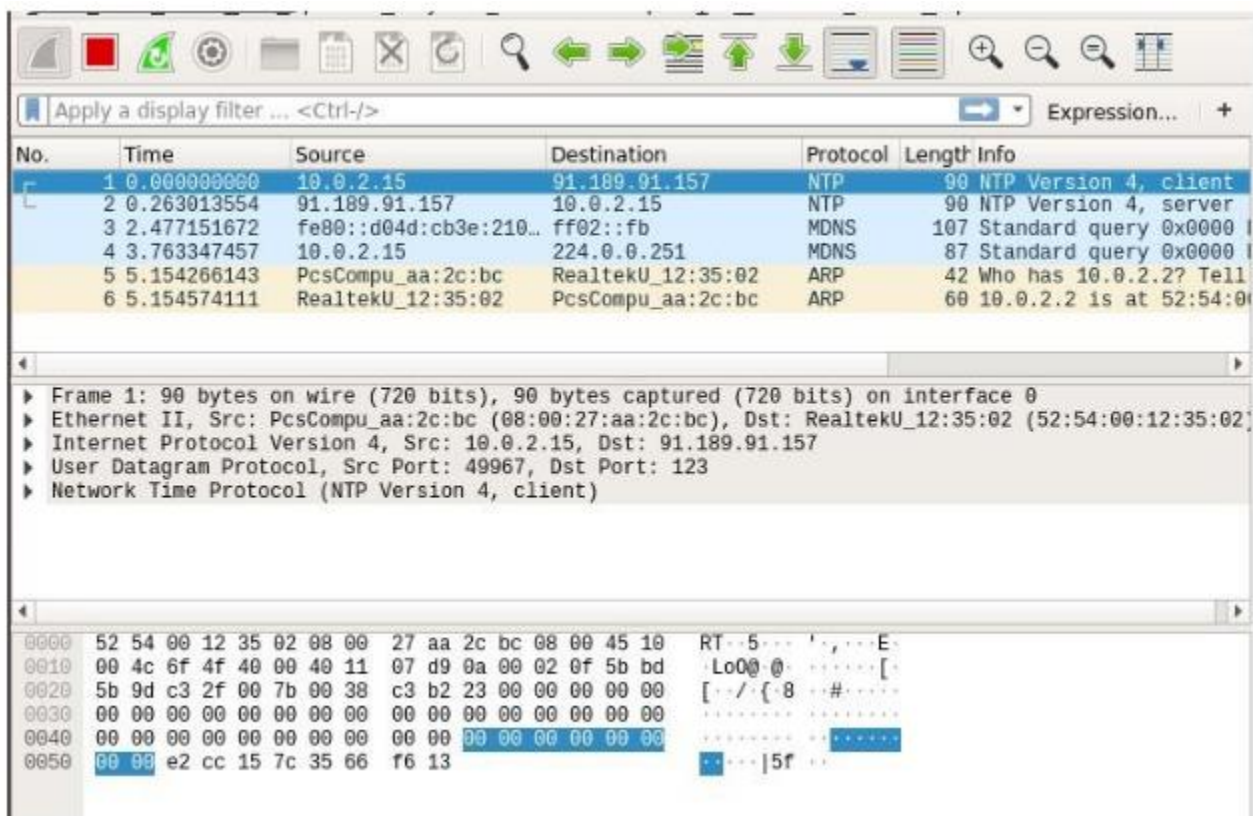 Apply a display filter ... <Ctrl-/> Expression... +
No. Time Source Destination Protocol Length Info
1 0.000000000 10.0.2.15 91.189.91.157 NTP 90 NTP Version 4, client
2 0.263013554 91.189.91.157 10.0.2.15 NTP 90 NTP Version 4, server
3 2.477151672 fe80::d04d:cb3e:210… ff02::fb MDNS 107 Standard query 0x0000
4 3.763347457 10.0.2.15 224.0.0.251 MDNS 87 Standard query 0x0000
5 5.154266143 PcsCompu_aa:2c:bc RealtekU_12:35:02 ARP 42 Who has 10.0.2.2? Tell
6 5.154574111 RealtekU_12:35:02 PcsCompu_aa:2c:bc ARP 60 10.0.2.2 is at 52:54:0
Frame 1: 90 bytes on wire (720 bits), 90 bytes captured (720 bits) on interface 0
Ethernet II, Src: PcsCompu_aa:2c:bc (08:00:27:aa:2c:bc), Dst: RealtekU_12:35:02 (52:54:00:12:35:02)
Internet Protocol Version 4, Src: 10.0.2.15, Dst: 91.189.91.157
User Datagram Protocol, Src Port: 49967, Dst Port: 123
Network Time Protocol (NTP Version 4, client)
0000 52 54 00 12 35 02 08 00 27 aa 2c bc 08 00 45 10 RT··5··· '·,···E·
0010 00 4c 6f 4f 40 00 40 11 07 d9 0a 00 02 0f 5b bd ·LoO@·@· ······[·
0020 5b 9d c3 2f 00 7b 00 38 c3 b2 23 00 00 00 00 00 [··/·{·8 ··#·····
0030 00 00 00 00 00 00 00 00 00 00 00 00 00 00 00 00 ········ ········
0040 00 00 00 00 00 00 00 00 00 00 00 00 00 00 00 00 ········ ········
0050 00 00 e2 cc 15 7c 35 66 f6 13 ·····|5f ··